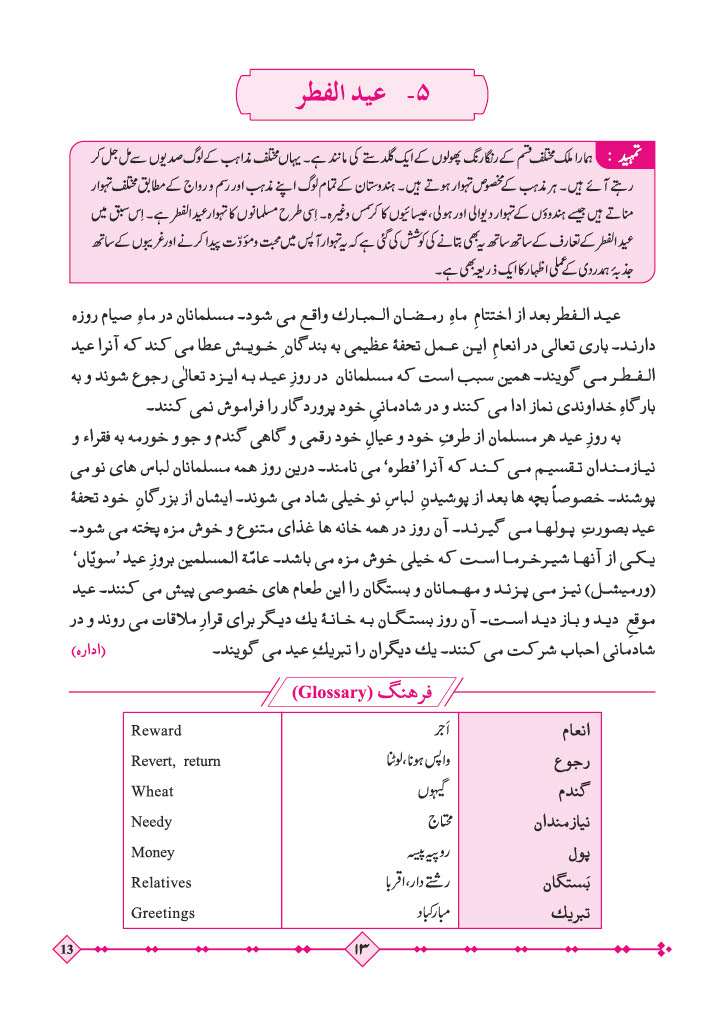 ۵۔ عید الفطر
تمہید : ہمارا ملک مختلف قسم کے رنگارنگ پھولوں کے ایک گلدستے کی مانند ہے۔ یہاں مختلف مذاہب کے لوگ صدیوں سے مل جل کر
رہتے آئے ہیں۔ ہر مذہب کے مخصوص تہوار ہوتے ہیں۔ ہندوستان کے تمام لوگ اپنے مذہب اور رسم و رواج کے مطابق مختلف تہوار
مناتے ہیں جیسے ہندوؤں کے تہوار دیوالی اور ہولی، عیسائیوں کا کرسمس وغیرہ۔ اِسی طرح مسلمانوں کا تہوار عید الفطر ہے۔ اِس سبق میں
عید الفطر کے تعارف کے ساتھ ساتھ یہ بھی بتانے کی کوشش کی گئی ہے کہ یہ تہوار آپس میں محبت و مودّت پیدا کرنے اور غریبوں کے ساتھ
جذبۂ ہمدردی کے عملی اظہار کا ایک ذریعہ بھی ہے۔
عید الفطر بعد از اختتامِ ماہِ رمضان المبارك واقع می شود۔ مسلمانان در ماہِ صیام روزہ
دارند۔ باری تعالی در انعامِ این عمل تحفۂ عظیمی به بندگانِ خویش عطا می کند که آنرا عید
الفطر می گویند۔ همین سبب است که مسلمانان در روزِ عید به ایزد تعالٰی رجوع شوند و به
بارگاہِ خداوندی نماز ادا می کنند و در شادمانیِ خود پروردگار را فراموش نمی کنند۔
به روزِ عید هر مسلمان از طرفِ خود و عیالِ خود رقمی و گاهی گندم و جو و خورمه به فقراء و
نیازمندان تقسیم می کند که آنرا ’فطرہ‘ می نامند۔ درین روز همه مسلمانان لباس های نو می
پوشند۔ خصوصاً بچه ها بعد از پوشیدنِ لباسِ نو خیلی شاد می شوند۔ ایشان از بزرگانِ خود تحفۂ
عید بصورتِ پولها می گیرند۔ آن روز در همه خانه ها غذای متنوع و خوش مزہ پخته می شود۔
یکی از آنها شیرخرما است که خیلی خوش مزہ می باشد۔ عامّة المسلمین بروزِ عید ’سویّاں‘
(ورمیشل) نیز می پزند و مهمانان و بستگان را این طعام های خصوصی پیش می کنند۔ عید
موقعِ دید و باز دید است۔ آن روز بستگان به خانۂ یك دیگر برای قرارِ ملاقات می روند و در
شادمانی احباب شرکت می کنند۔ یك دیگران را تبریكِ عید می گویند۔ (ادارہ)
فرهنگ (Glossary)
انعام اَجر Reward
رجوع واپس ہونا، لوٹنا Revert, return
گندم گیہوں Wheat
نیازمندان محتاج Needy
پول روپیہ پیسہ Money
بَستگان رشتے دار، اقربا Relatives
تبریك مبارکباد Greetings
13 ۱۳